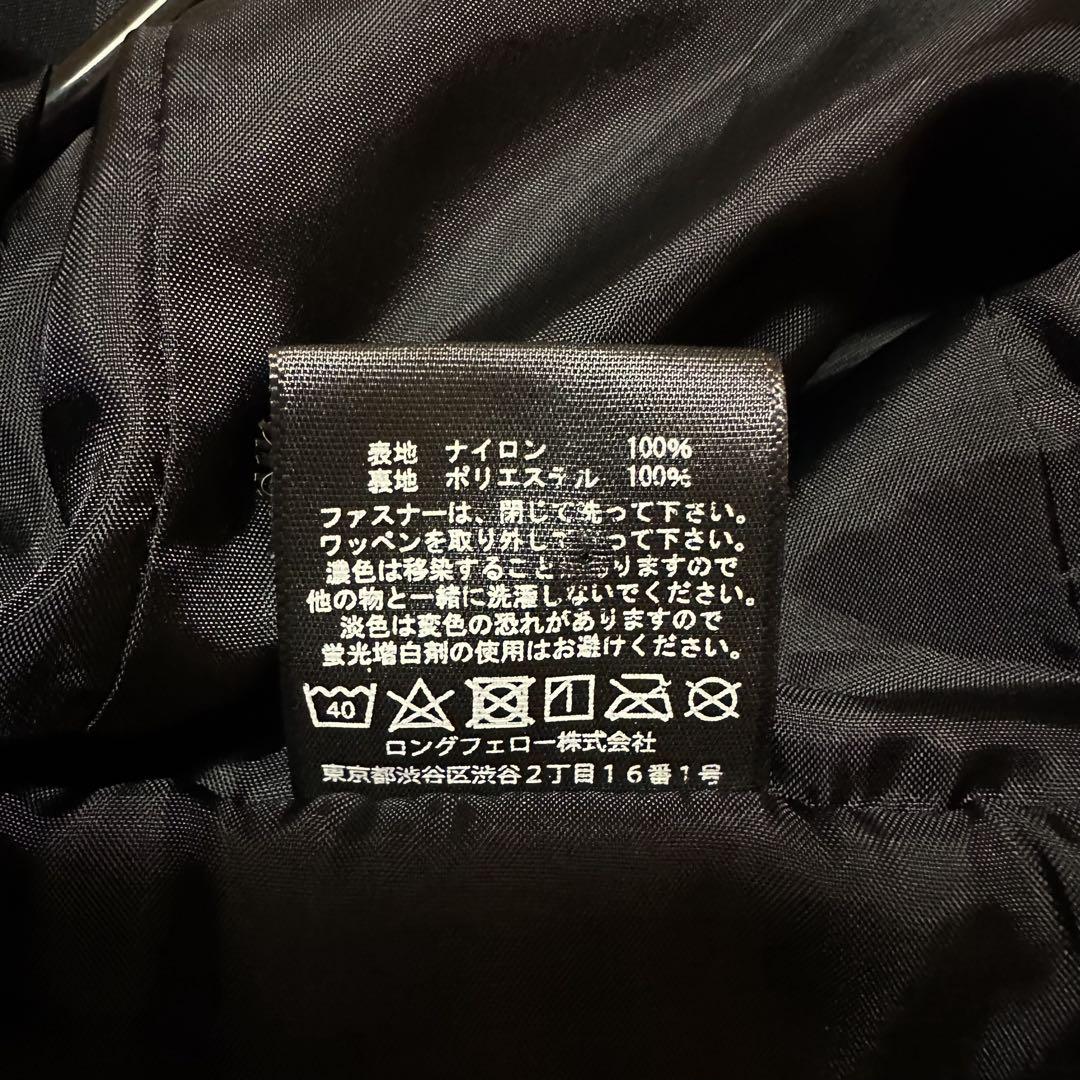 表地 ナイロン 100%
裏地 ポリエステル 100%
ファスナーは、閉じて洗って下さい。
ワッペンを取り外して って下さい。
濃色は移染すること ありますので
他の物と一緒に洗濯しないでください。
淡色は変色の恐れがありますので
蛍光増白剤の使用はお避けください。
40
ロングフェロー株式会社
東京都渋谷区渋谷2丁目16番1号